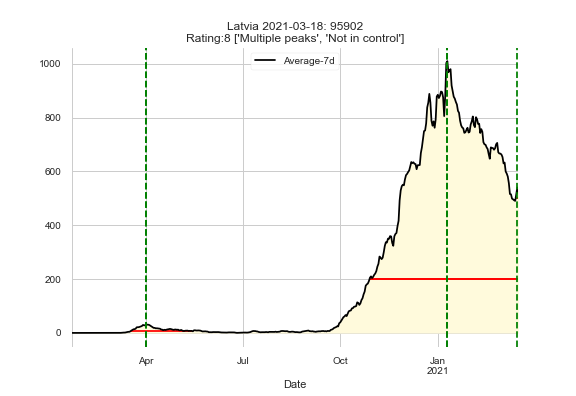 Latvia 2021-03-18: 95902
Rating:8 ['Multiple peaks', 'Not in control']
Average-7d
1000
800
600
400
200
0
Apr
Jul
Oct
Jan
2021
Date